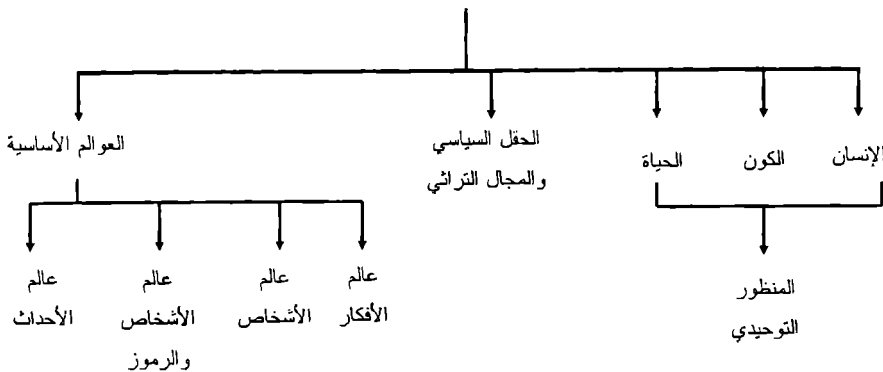 الإنسان
الكون
الحياة
الحقل السياسي
والمجال التراثي
العوالم الأساسية
المنظور
التوحيدي
عالم
الأفكار
عالم
الأشخاص
عالم
الأشخاص
والرموز
عالم
الأحداث